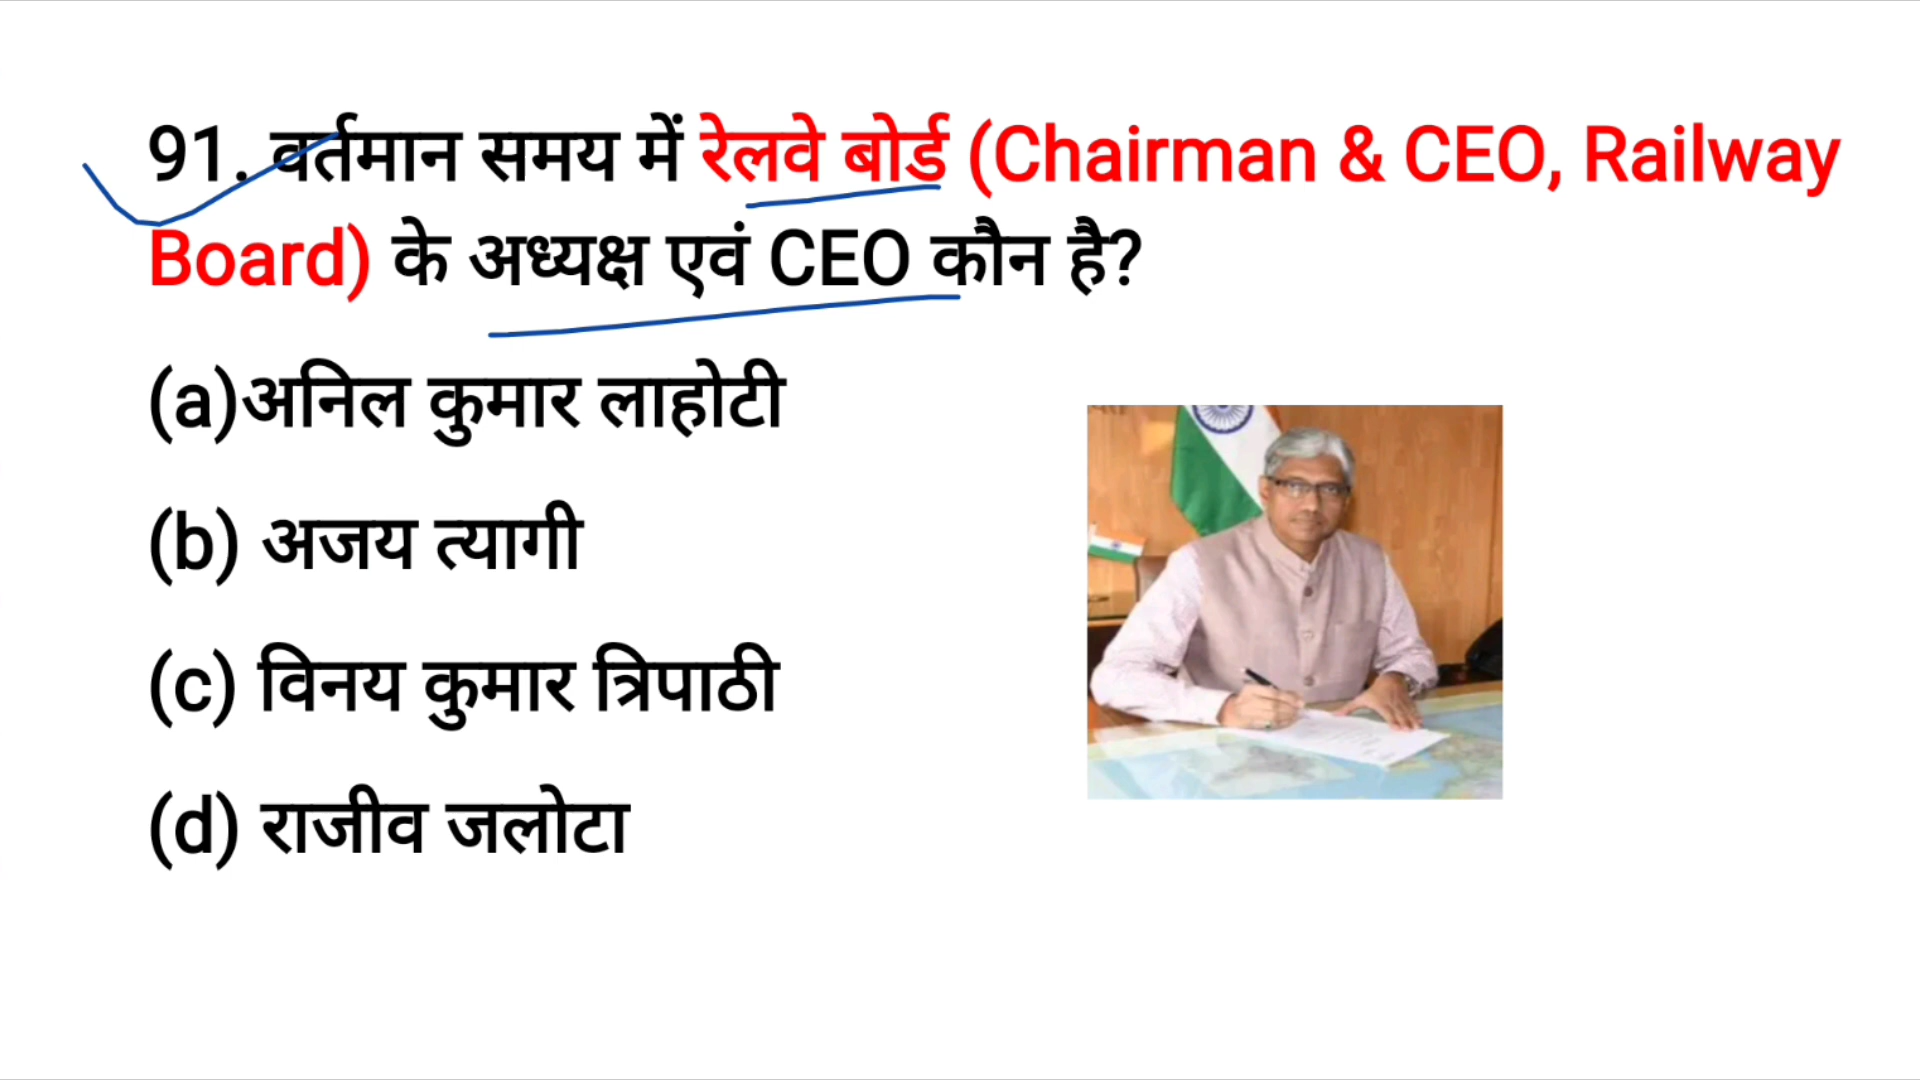 91. वर्तमान समय में रेलवे बोर्ड (Chairman & CEO, Railway
Board) के अध्यक्ष एवं CEO कौन है?
(a)अनिल कुमार लाहोटी
(b) अजय त्यागी
(c) विनय कुमार त्रिपाठी
(d) राजीव जलोटा